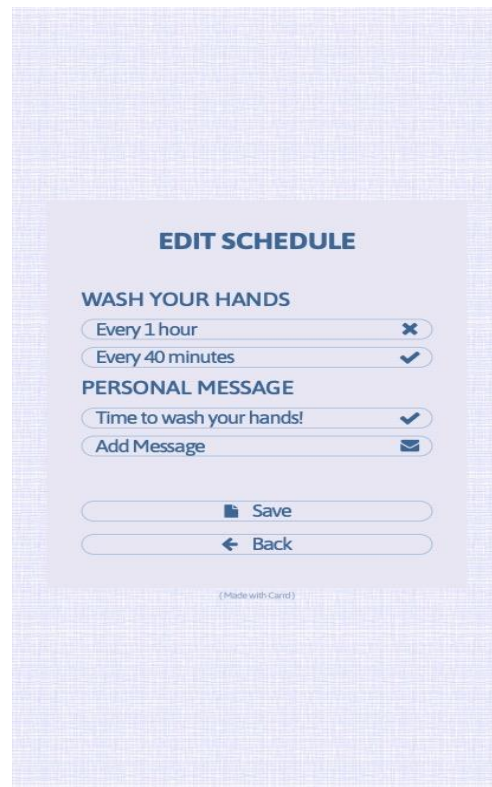 EDIT SCHEDULE
WASH YOUR HANDS
Every 1 hour
Every 40 minutes
PERSONAL MESSAGE
Time to wash your hands!
Add Message
Save
Back
( Made with Carrd )